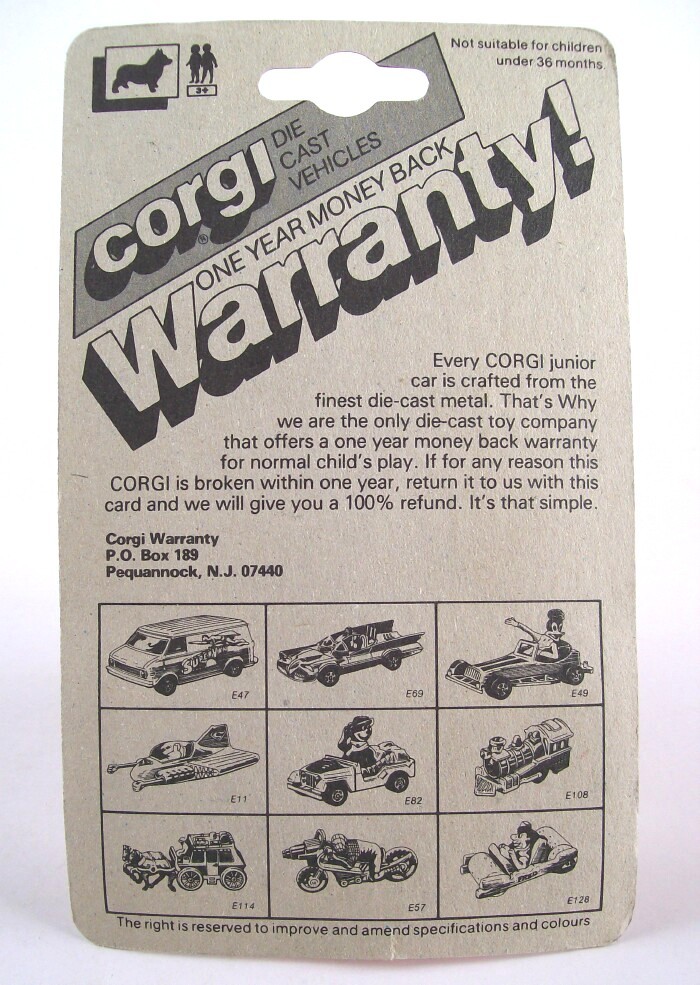 3+
Not suitable for children
under 36 months.
corgi
®
DIE
CAST
VEHICLES
ONE YEAR MONEY BACK
Warranty!
Every CORGI junior
car is crafted from the
finest die-cast metal. That's Why
we are the only die-cast toy company
that offers a one year money back warranty
for normal child's play. If for any reason this
CORGI is broken within one year, return it to us with this
card and we will give you a 100% refund. It's that simple.
Corgi Warranty
P.O. Box 189
Pequannock, N.J. 07440
E47
E69
E49
E11
E82
E108
E114
E57
E128
The right is reserved to improve and amend specifications and colours